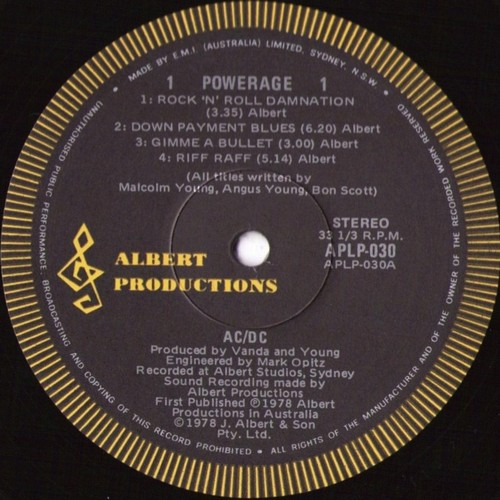 MADE BY E.M.I. (AUSTRALIA) LIMITED, SYDNEY, N.S.W.
1 POWERAGE 1
1: ROCK 'N' ROLL DAMNATION
(3.35) Albert
2: DOWN PAYMENT BLUES (6.20) Albert
3: GIMME A BULLET (3.00) Albert
4: RIFF RAFF (5.14) Albert
(All titles written by
Malcolm Young, Angus Young, Bon Scott)
STEREO
33 1/3 R.P.M.
APLP-030
APLP-030A
ALBERT
PRODUCTIONS
AC/DC
Produced by Vanda and Young
Engineered by Mark Opitz
Recorded at Albert Studios, Sydney
Sound Recording made by
Albert Productions
First Published ℗1978 Albert
Productions in Australia
©1978 J. Albert & Son
Pty. Ltd.
UNAUTHORISED PUBLIC PERFORMANCE, BROADCASTING AND COPYING OF THIS RECORD PROHIBITED • ALL RIGHTS OF THE MANUFACTURER AND OF THE OWNER OF THE RECORDED WORK RESERVED